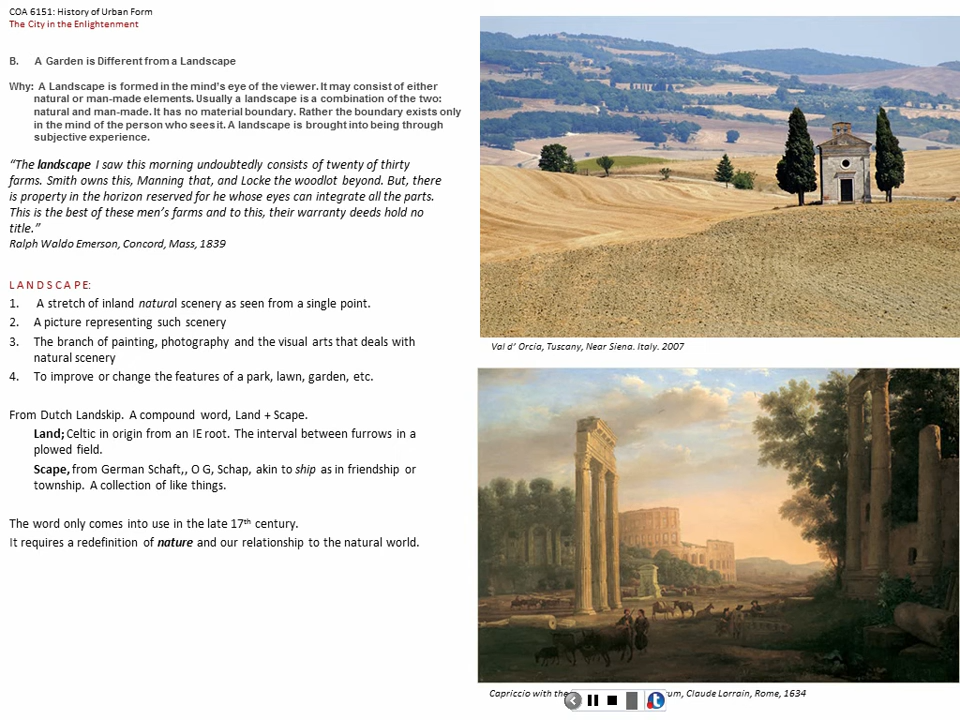 COA 6151: History of Urban Form
The City in the Enlightenment
B. A Garden is Different from a Landscape
Why: A Landscape is formed in the mind's eye of the viewer. It may consist of either
natural or man-made elements. Usually a landscape is a combination of the two:
natural and man-made. It has no material boundary. Rather the boundary exists only
in the mind of the person who sees it. A landscape is brought into being through
subjective experience.
“The landscape I saw this morning undoubtedly consists of twenty of thirty
farms. Smith owns this, Manning that, and Locke the woodlot beyond. But, there
is property in the horizon reserved for he whose eyes can integrate all the parts.
This is the best of these men's farms and to this, their warranty deeds hold no
title.”
Ralph Waldo Emerson, Concord, Mass, 1839
LANDSCAPE:
1. A stretch of inland natural scenery as seen from a single point.
2. A picture representing such scenery
3. The branch of painting, photography and the visual arts that deals with
natural scenery
4. To improve or change the features of a park, lawn, garden, etc.
From Dutch Landskip. A compound word, Land + Scape.
Land; Celtic in origin from an IE root. The interval between furrows in a
plowed field.
Scape, from German Schaft,, O G, Schap, akin to ship as in friendship or
township. A collection of like things.
The word only comes into use in the late 17th century.
It requires a redefinition of nature and our relationship to the natural world.
Val d' Orcia, Tuscany, Near Siena. Italy. 2007
Capriccio with the um, Claude Lorrain, Rome, 1634
t